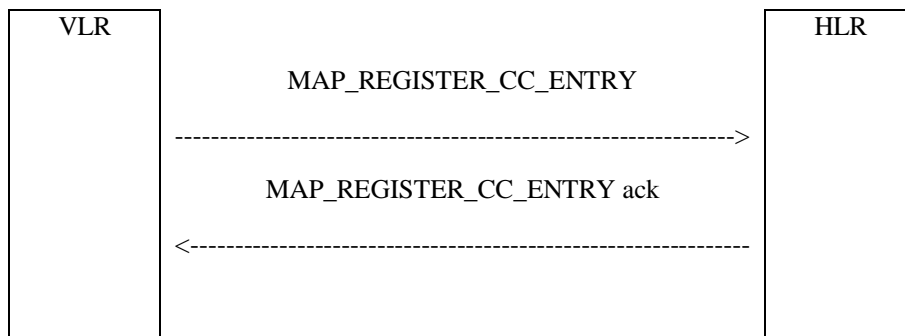 VLR HLR
MAP_REGISTER_CC_ENTRY
-------------------------------------------------------------->
MAP_REGISTER_CC_ENTRY ack
<--------------------------------------------------------------